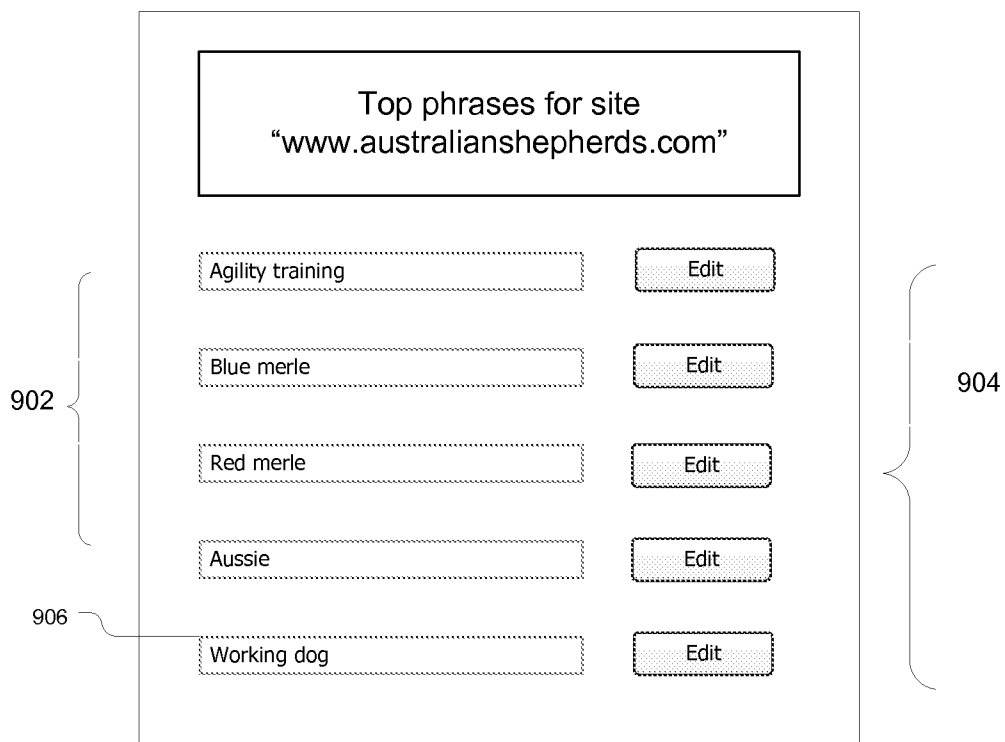 Top phrases for site
“www.australianshepherds.com”
Agility training
Edit
Blue merle
Edit
902
904
Red merle
Edit
Aussie
Edit
906
Working dog
Edit